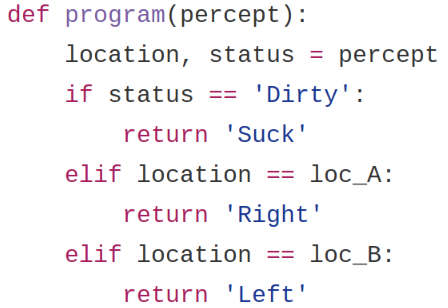 def program(percept):
    location, status = percept
    if status == 'Dirty':
        return 'Suck'
    elif location == loc_A:
        return 'Right'
    elif location == loc_B:
        return 'Left'